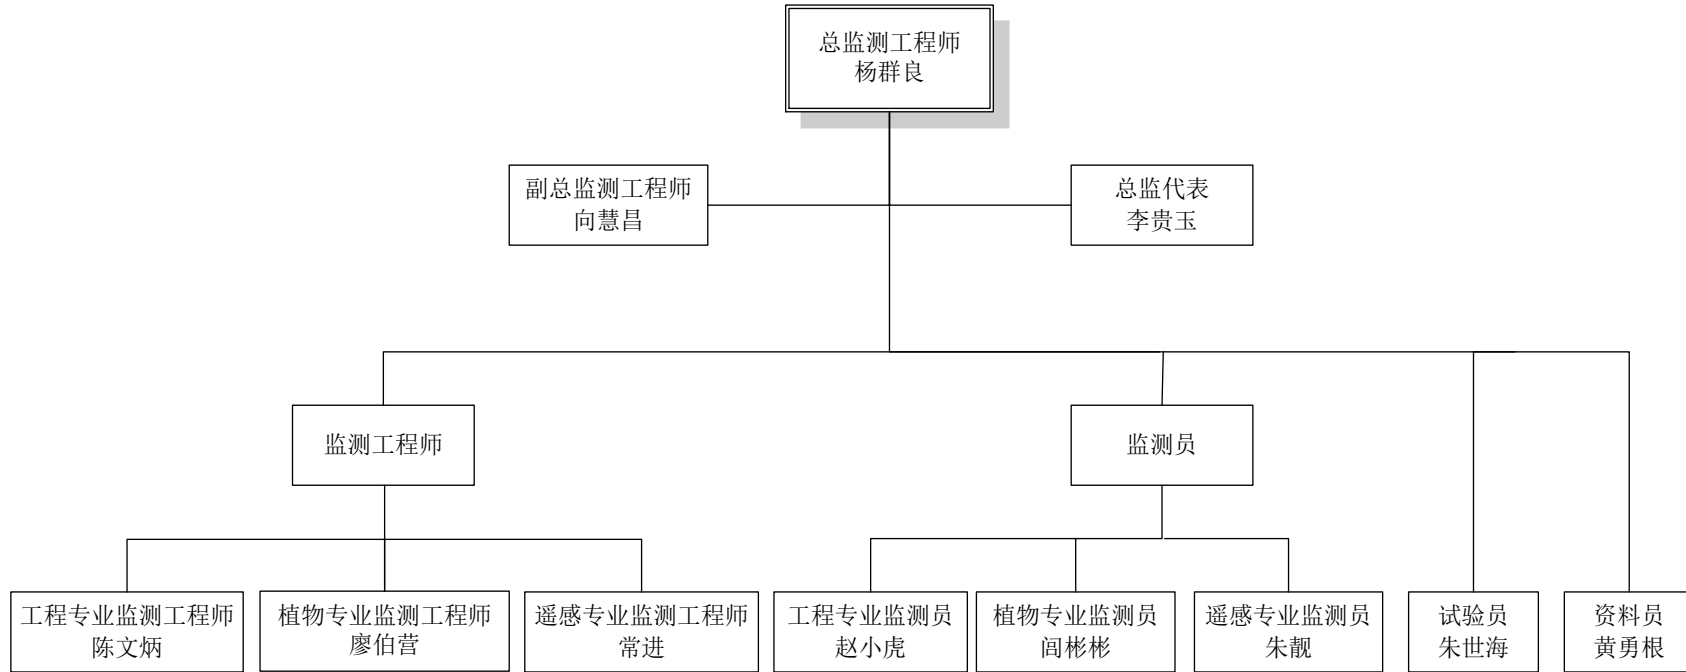 总监测工程师
杨群良
副总监测工程师
向慧昌
总监代表
李贵玉
监测工程师
监测员
工程专业监测工程师
陈文炳
植物专业监测工程师
廖伯营
遥感专业监测工程师
常进
工程专业监测员
赵小虎
植物专业监测员
闾彬彬
遥感专业监测员
朱靓
试验员
朱世海
资料员
黄勇根